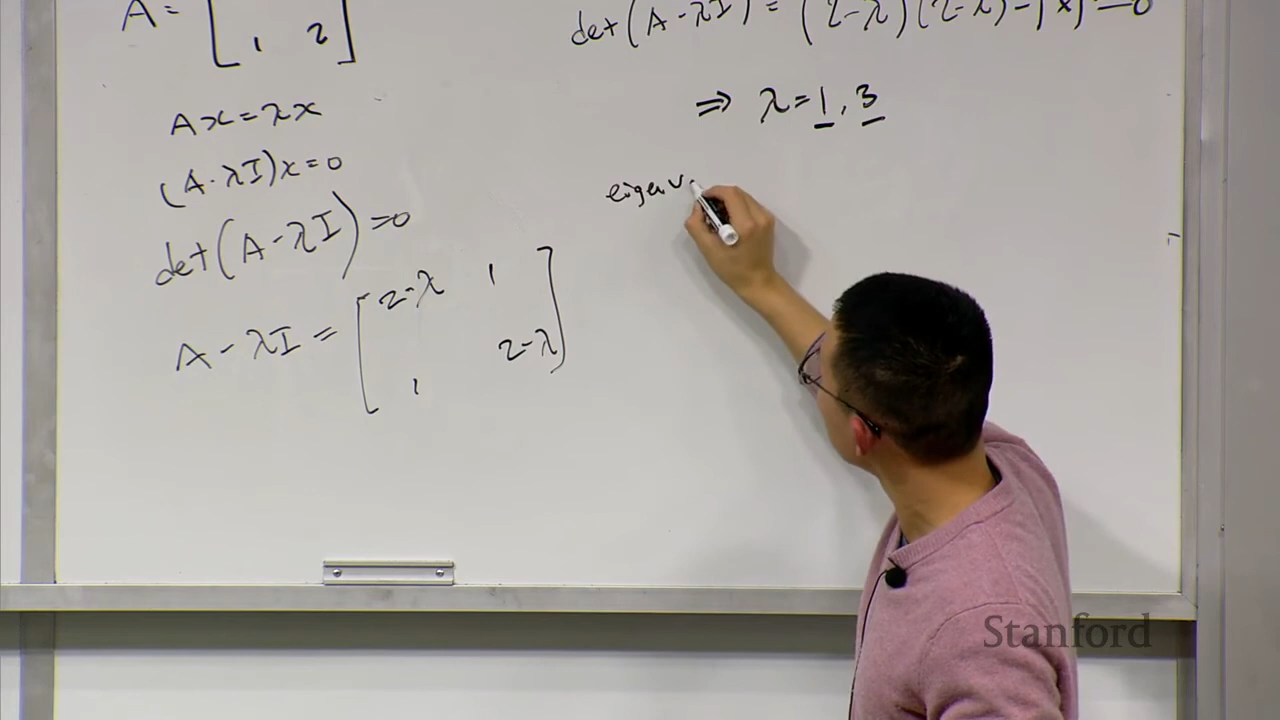 A = [
1 2 ]
Ax=λx
(A-λI)x=0
det(A-λI)=0
A-λI= [ 2-λ 1
1 2-λ ]
det(A-λI) = (2-λ)(2-λ)-1×1=0
⇒ λ=1, 3
eigenv
Stanford